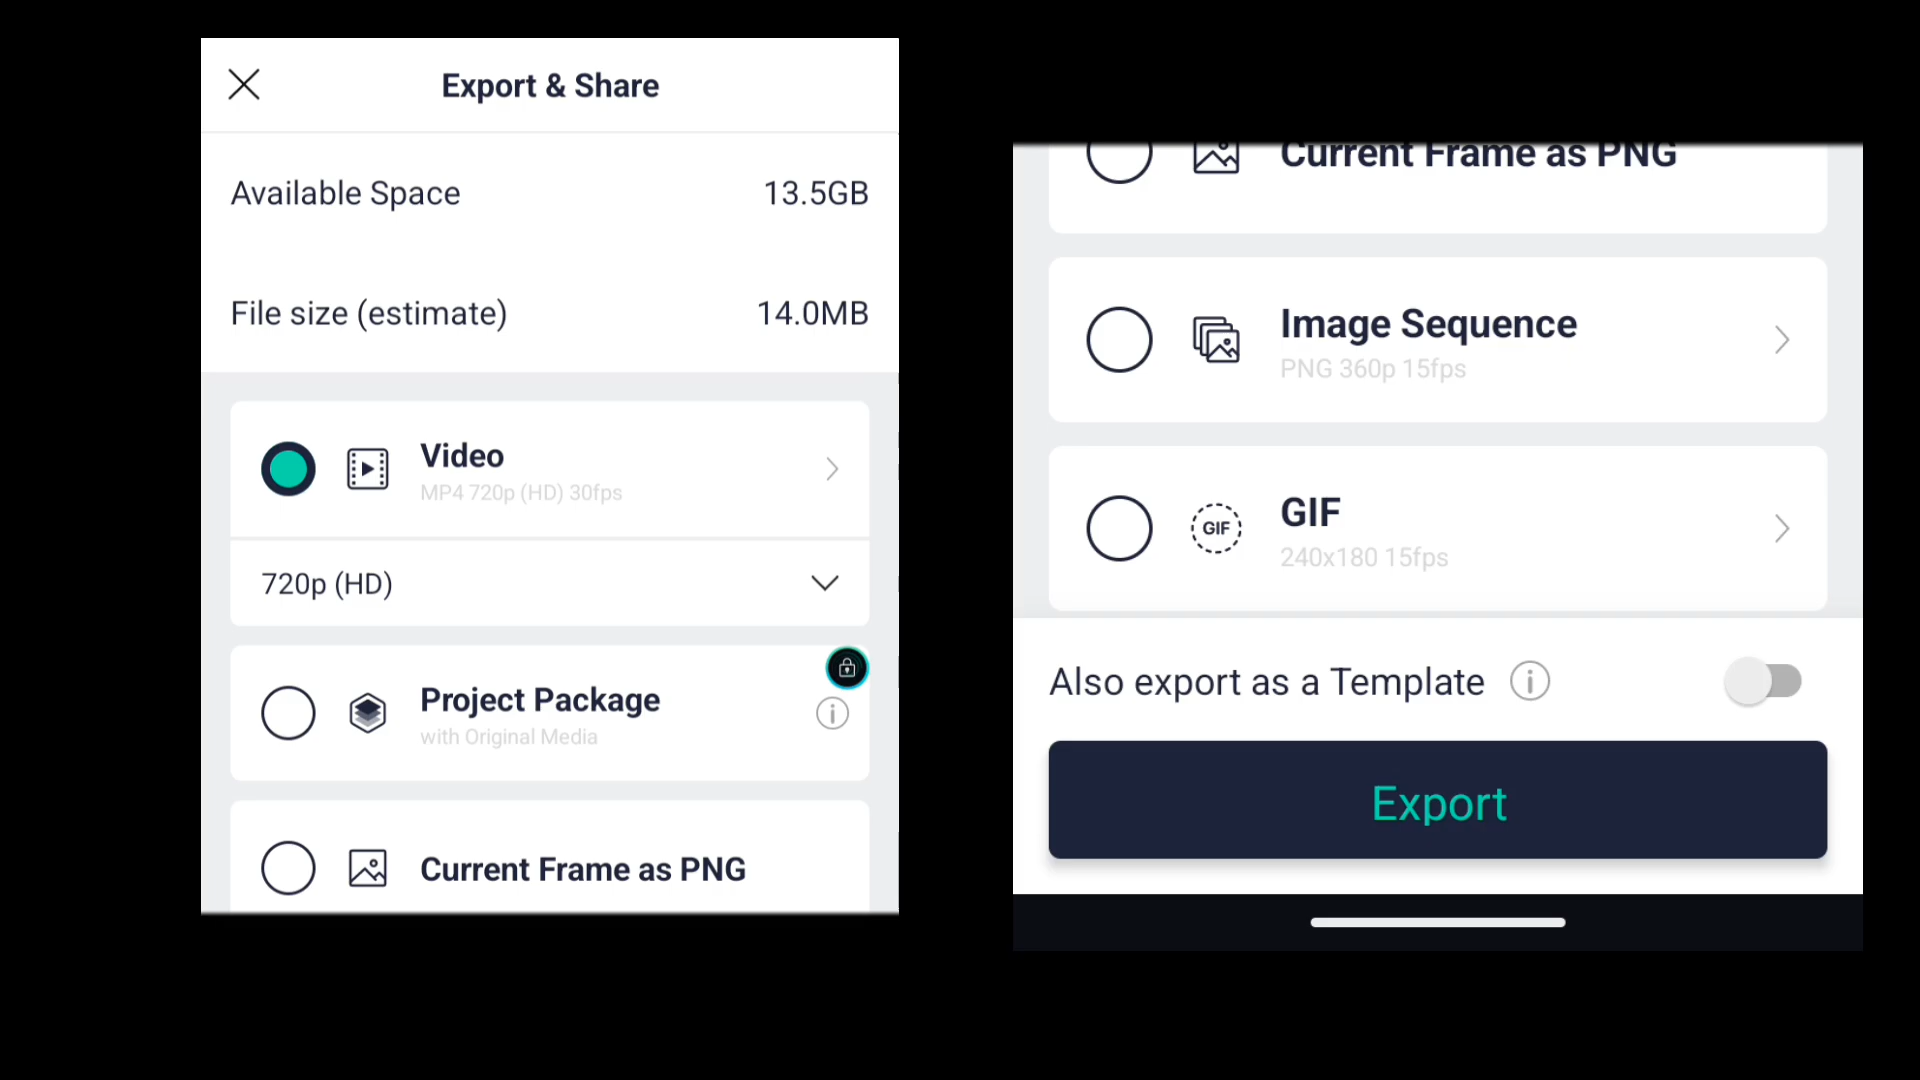 Export & Share
Available Space
13.5GB
File size (estimate)
14.0MB
Video
MP4 720p (HD) 30fps
720p (HD)
Project Package
with Original Media
Current Frame as PNG
Current Frame as PNG
Image Sequence
PNG 360p 15fps
GIF
GIF
240x180 15fps
Also export as a Template
Export